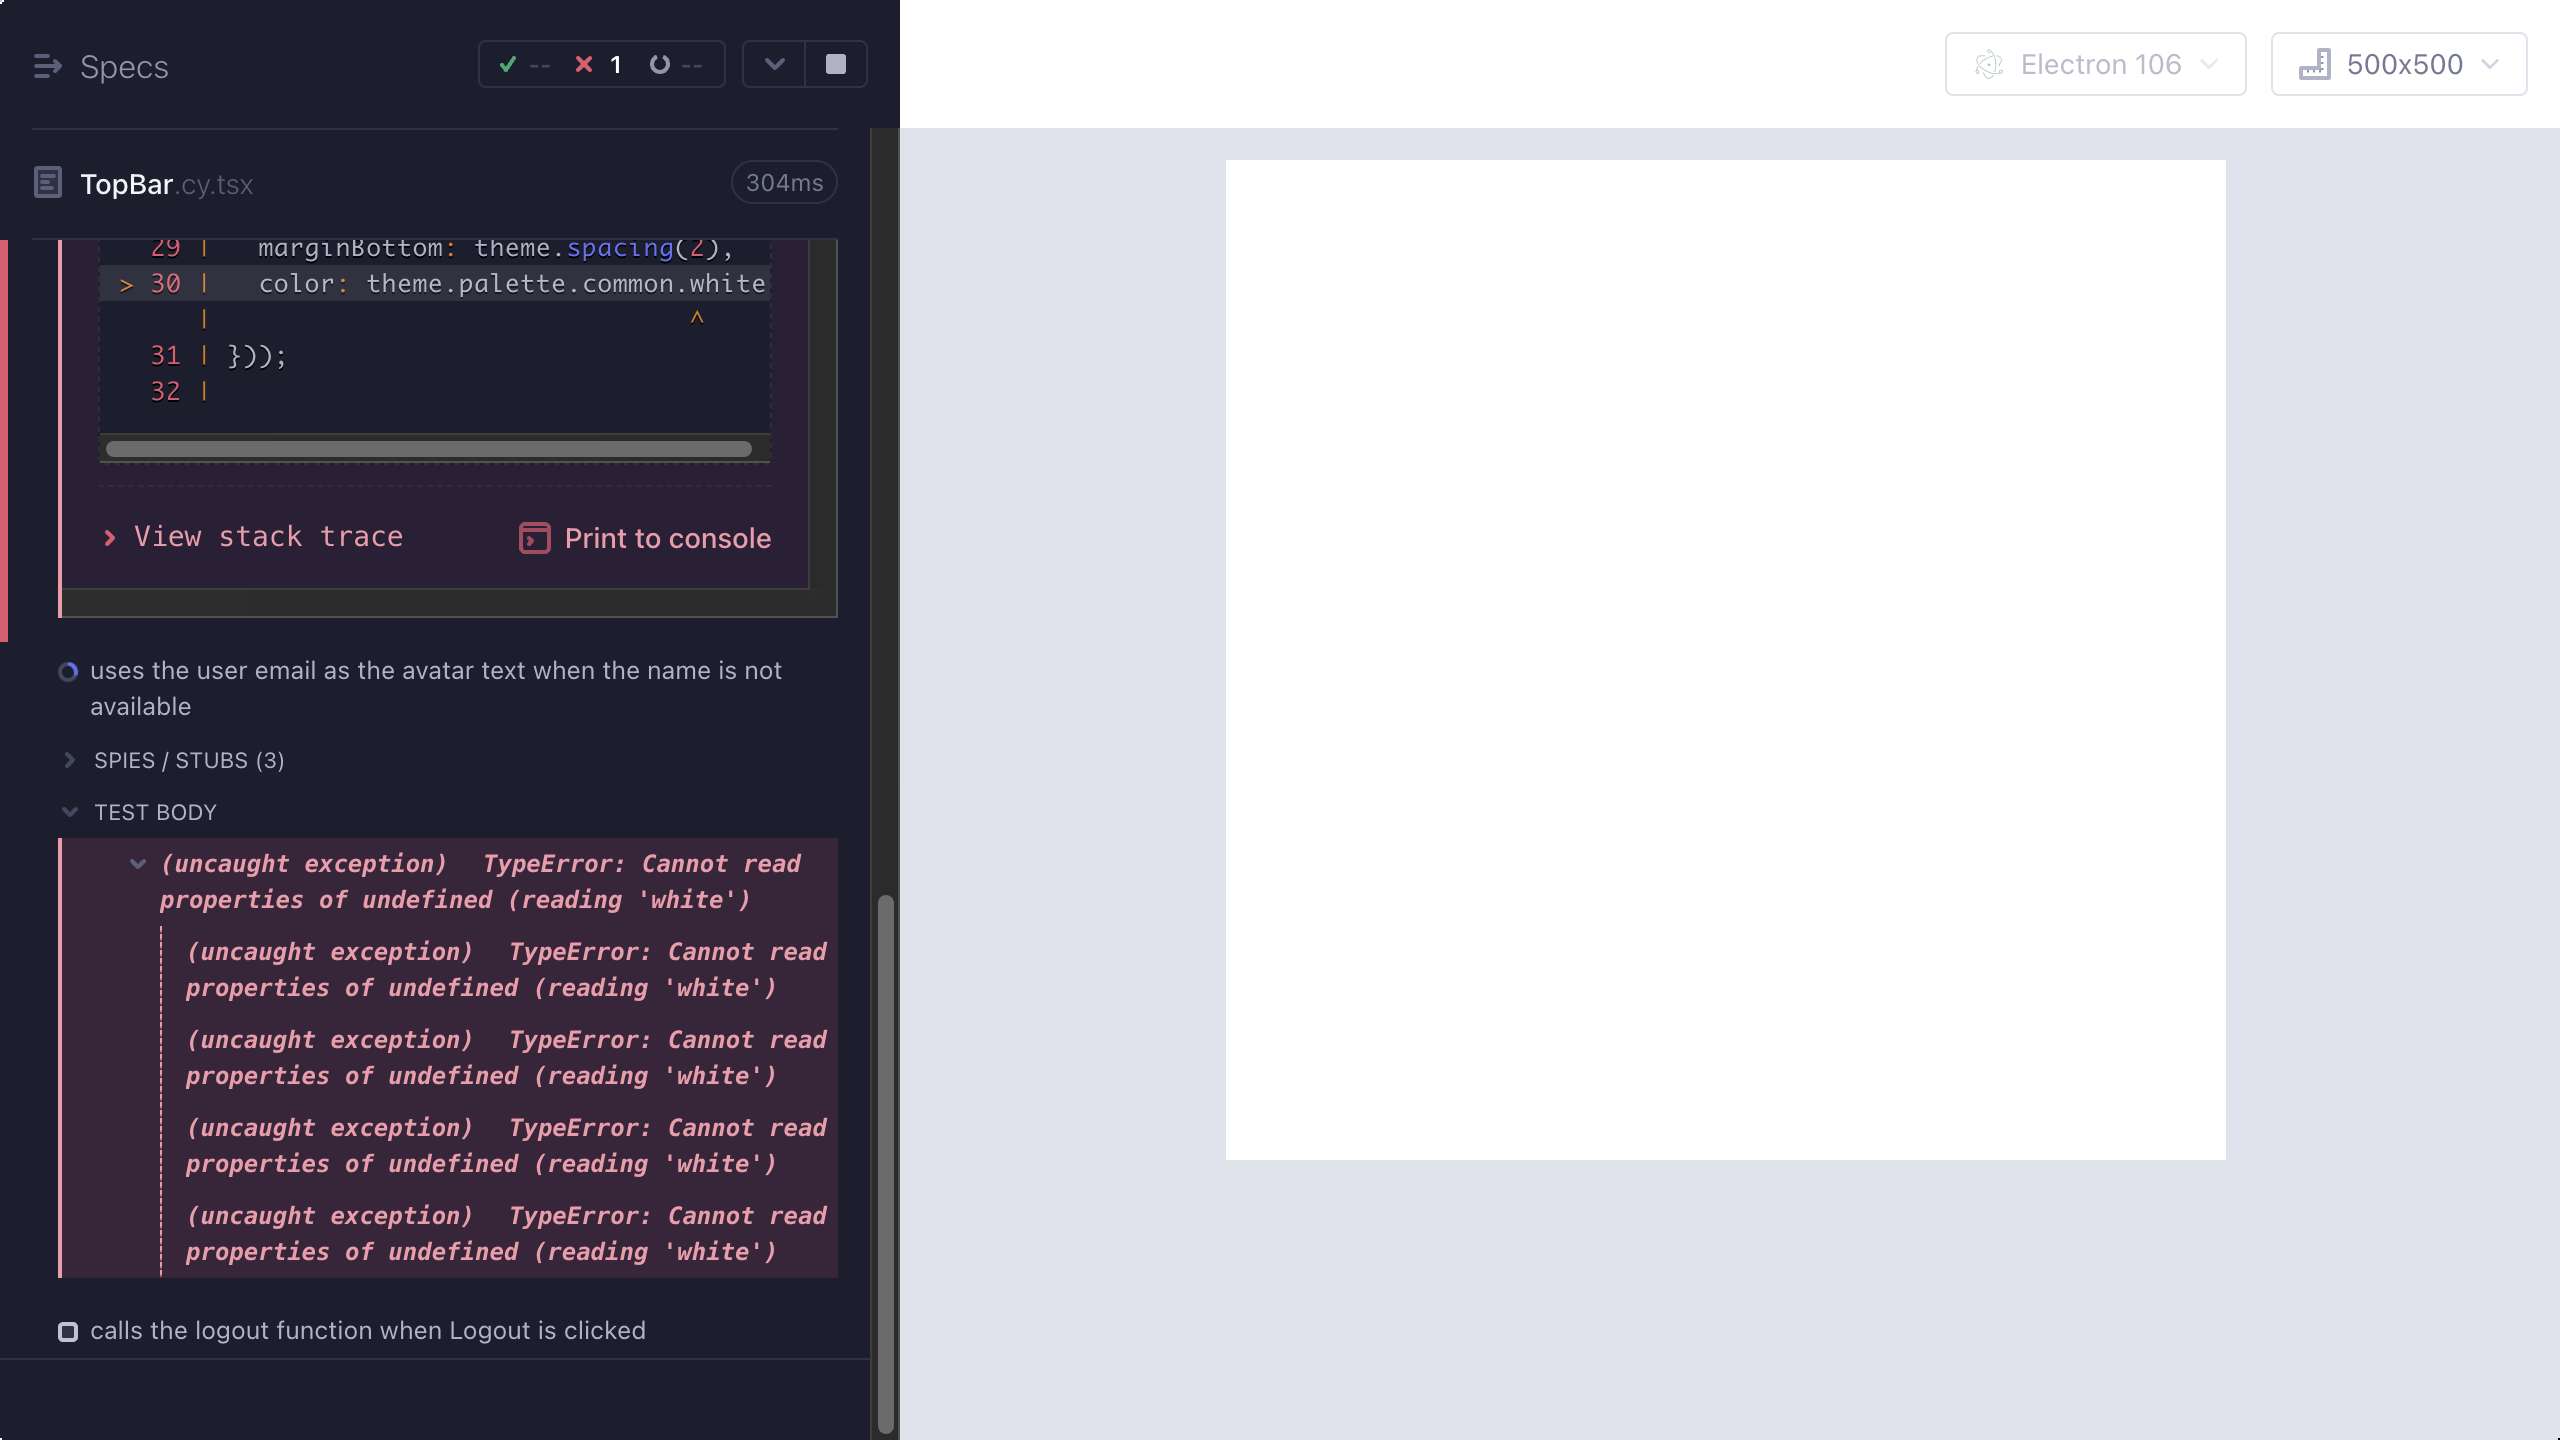 Specs
-- 1 --
Electron 106
500x500
TopBar.cy.tsx
304ms
29 | marginBottom: theme.spacing(2),
> 30 | color: theme.palette.common.white
| ^
31 | }));
32 |
View stack trace
Print to console
uses the user email as the avatar text when the name is not
available
SPIES / STUBS (3)
TEST BODY
(uncaught exception) TypeError: Cannot read
properties of undefined (reading 'white')
(uncaught exception) TypeError: Cannot read
properties of undefined (reading 'white')
(uncaught exception) TypeError: Cannot read
properties of undefined (reading 'white')
(uncaught exception) TypeError: Cannot read
properties of undefined (reading 'white')
(uncaught exception) TypeError: Cannot read
properties of undefined (reading 'white')
calls the logout function when Logout is clicked